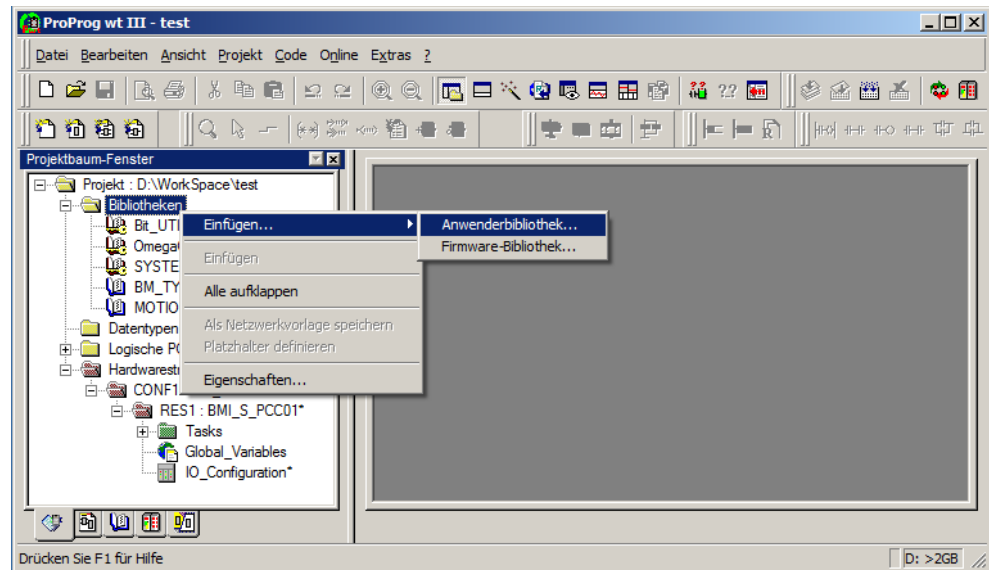 ProProg wt III - test
Datei Bearbeiten Ansicht Projekt Code Online Extras ?
Projektbaum-Fenster
Projekt : D:\WorkSpace\test
Bibliotheken
Bit_UTI
Einfügen...
Anwenderbibliothek...
Omega
Firmware-Bibliothek...
SYSTE
Einfügen
BM_TY
Alle aufklappen
MOTIO
Datentypen
Als Netzwerkvorlage speichern
Logische P
Platzhalter definieren
Hardwarest
Eigenschaften...
CONF1
RES1 : BMI_S_PCC01*
Tasks
Global_Variables
IO_Configuration*
Drücken Sie F1 für Hilfe
D: >2GB